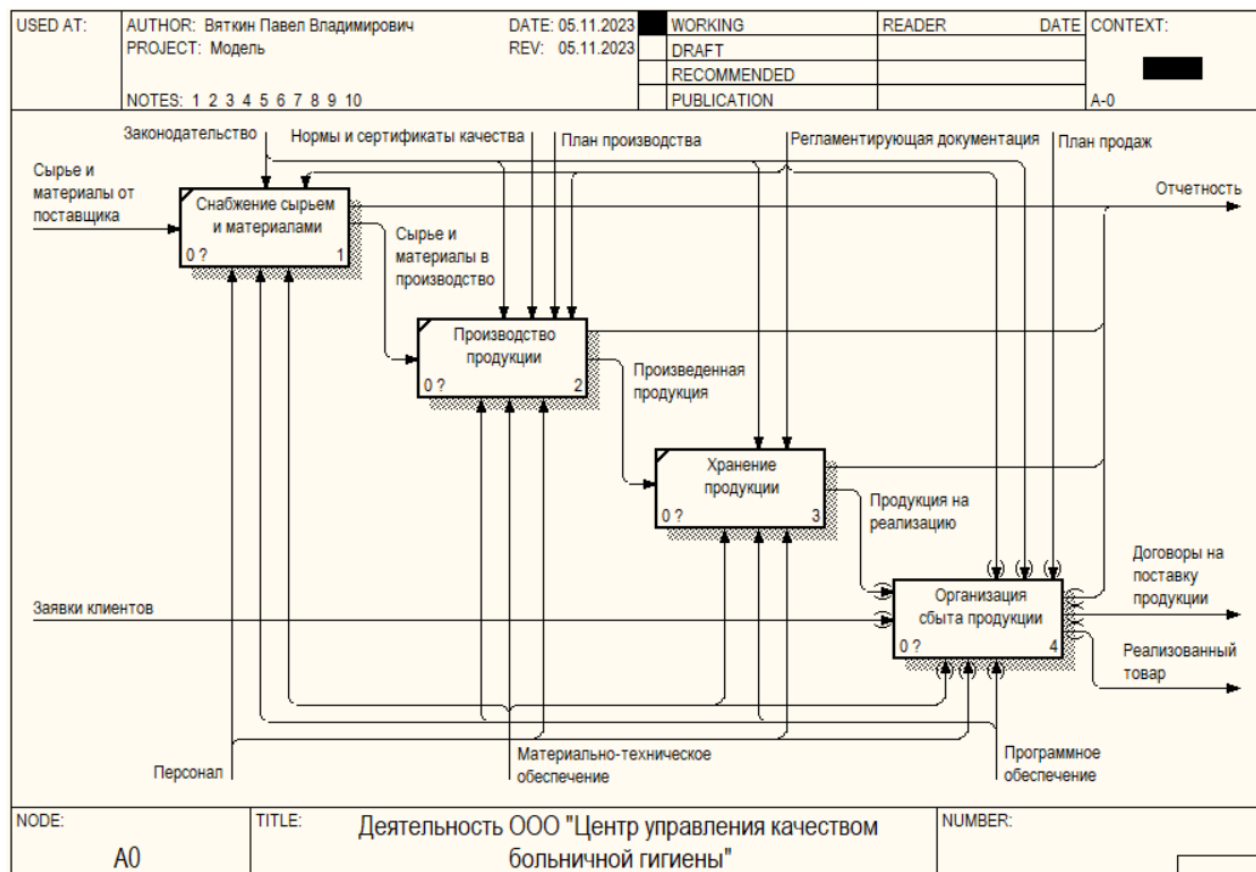 USED AT:
AUTHOR: Вяткин Павел Владимирович
DATE: 05.11.2023
PROJECT: Модель
REV: 05.11.2023
NOTES: 1 2 3 4 5 6 7 8 9 10
WORKING
DRAFT
RECOMMENDED
PUBLICATION
READER
DATE
CONTEXT:
A-0
Законодательство
Нормы и сертификаты качества
План производства
Регламентирующая документация
План продаж
Сырье и
материалы от
поставщика
Снабжение сырьем
и материалами
0 ?
1
Отчетность
Сырье и
материалы в
производство
Производство
продукции
0 ?
2
Произведенная
продукция
Хранение
продукции
0 ?
3
Продукция на
реализацию
Заявки клиентов
Организация
сбыта продукции
0 ?
4
Договоры на
поставку
продукции
Реализованный
товар
Персонал
Материально-техническое
обеспечение
Программное
обеспечение
NODE:
A0
TITLE:
Деятельность ООО "Центр управления качеством
больничной гигиены"
NUMBER: